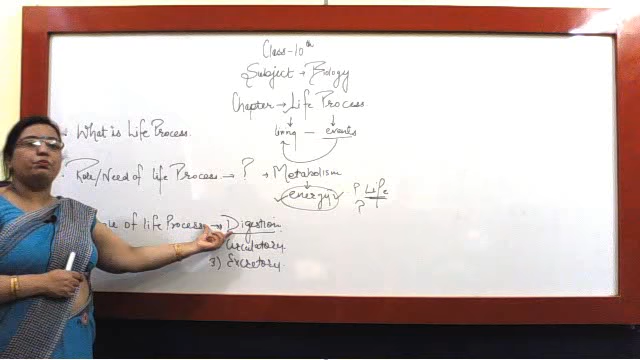 Class-10th
Subject → Biology
Chapter → Life Process.
living — events
What is Life Process.
Role/Need of life Process → ? → Metabolism
energy
? Life
?
of life Process → Digestion.
Circulatory
3) Excretory